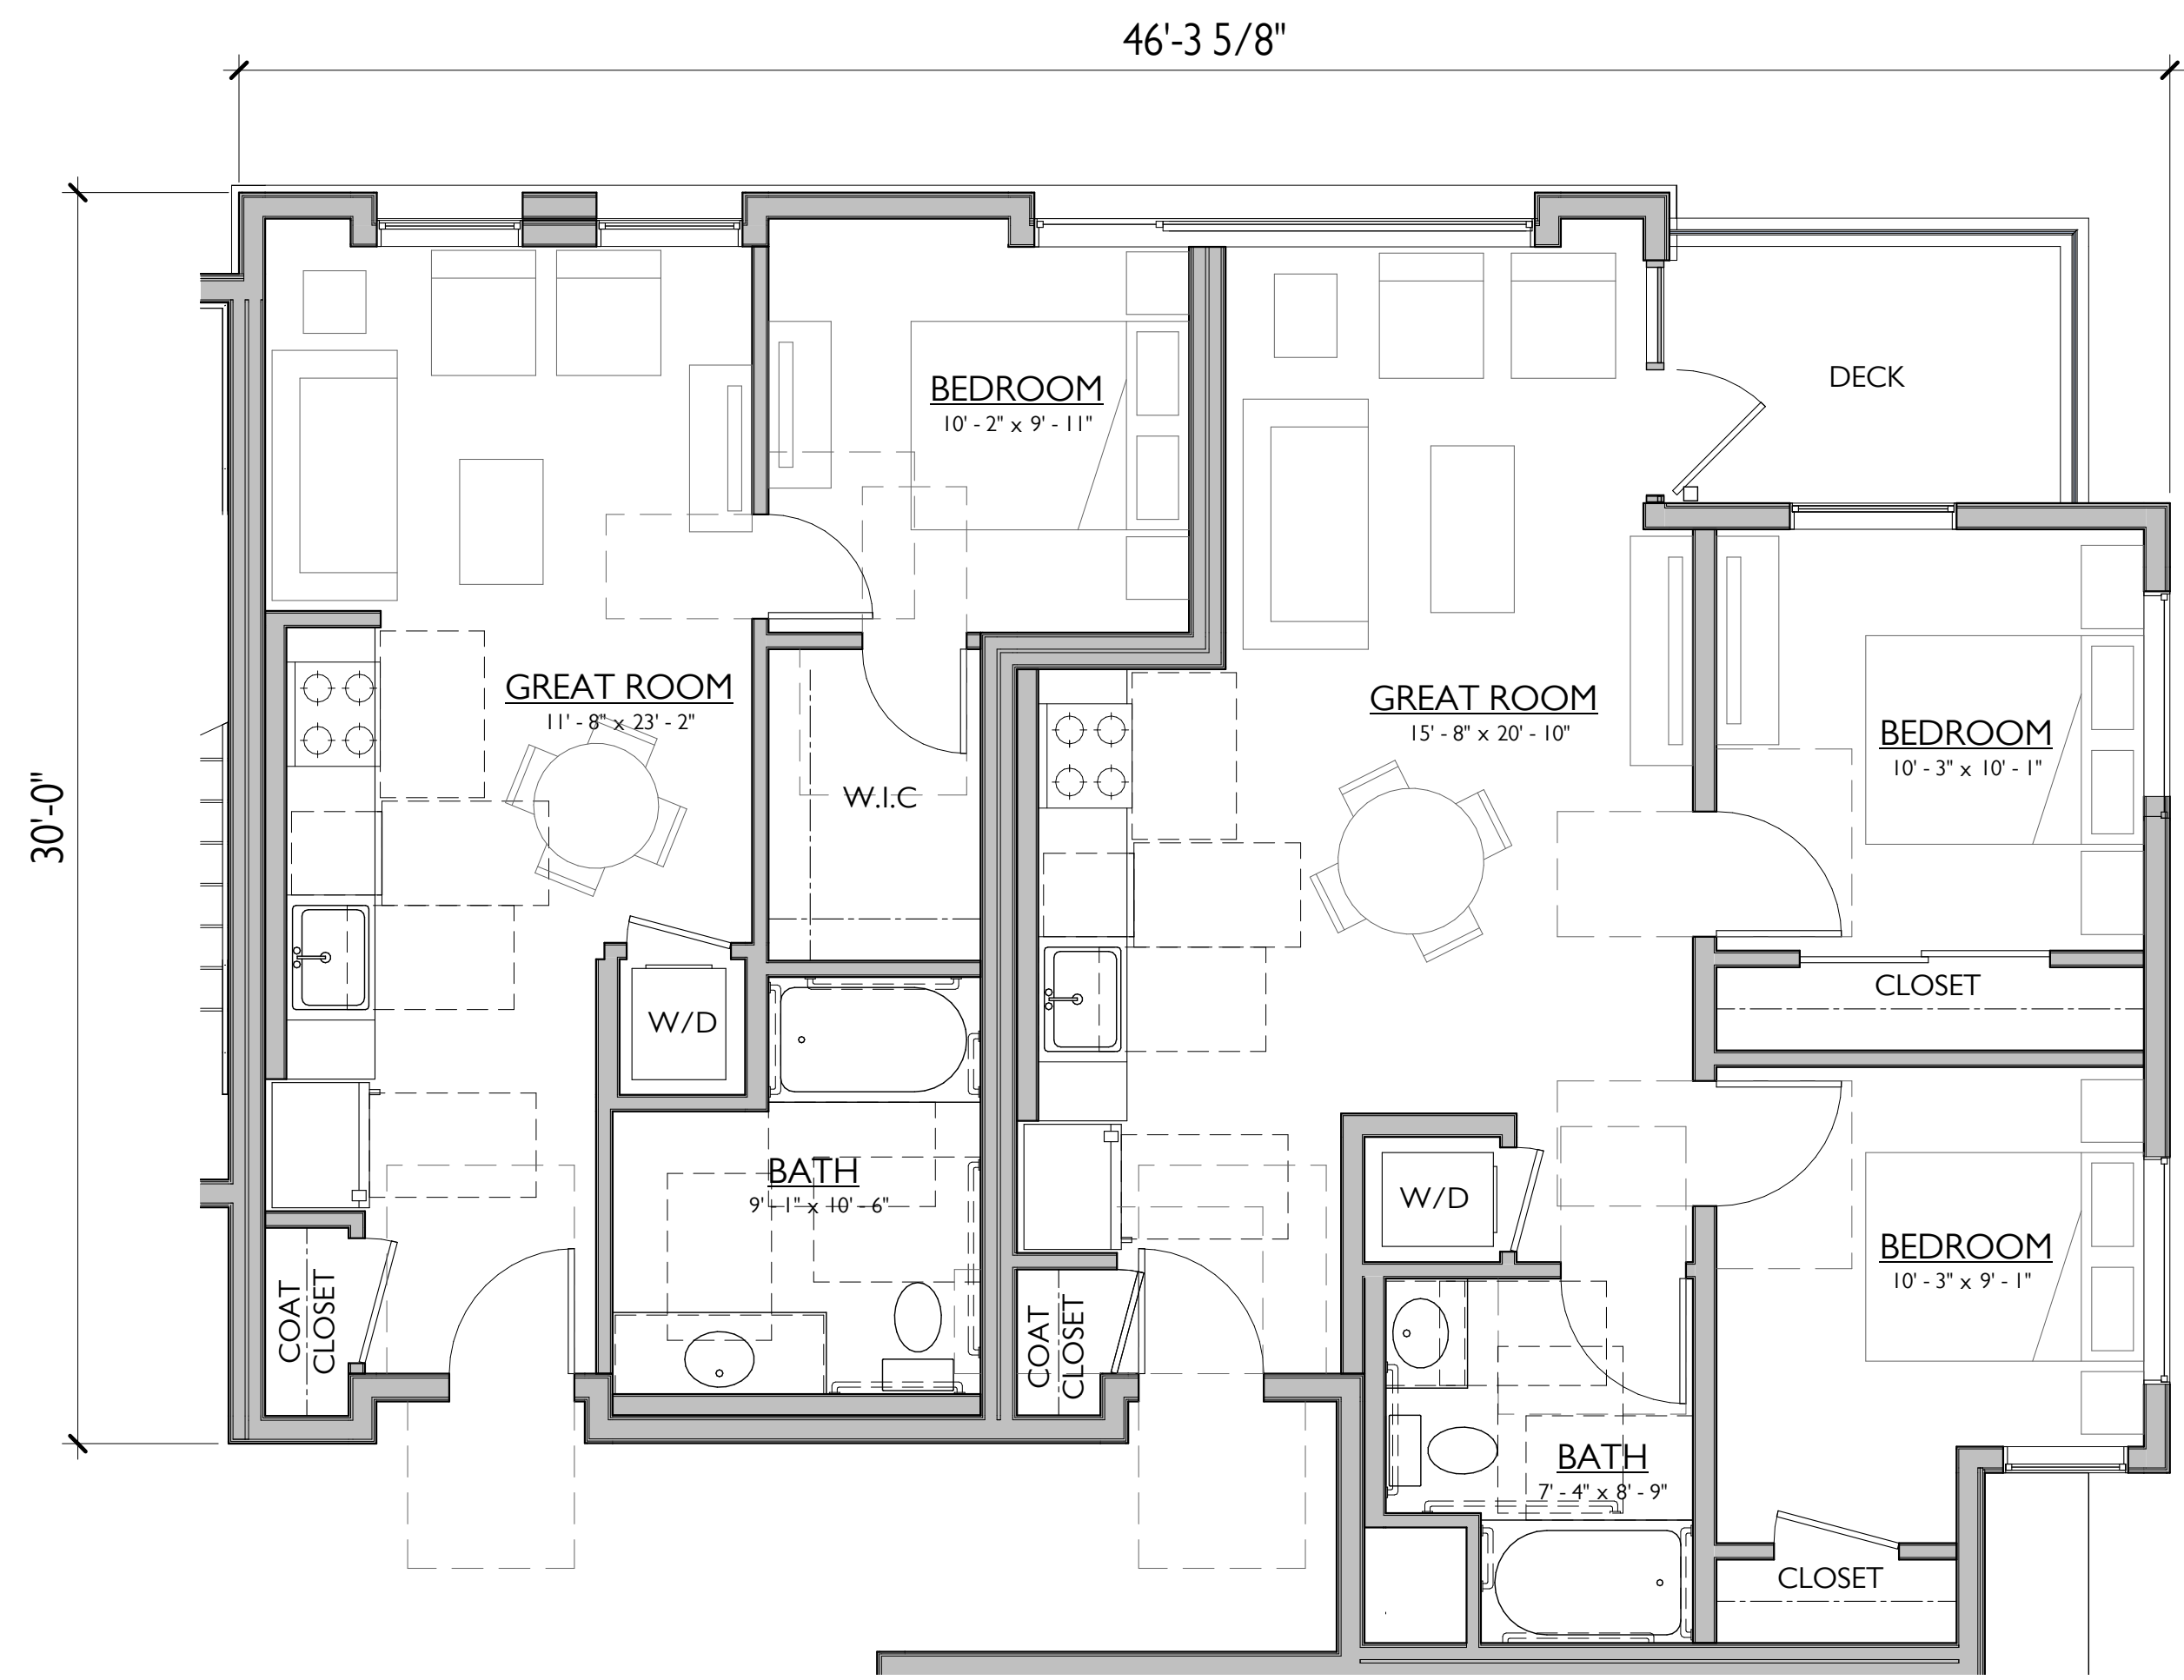 46'-3 5/8"
30'-0"
BEDROOM
10' - 2" x 9' - 11"
DECK
GREAT ROOM
11' - 8" x 23' - 2"
GREAT ROOM
15' - 8" x 20' - 10"
BEDROOM
10' - 3" x 10' - 1"
W.I.C
CLOSET
W/D
BATH
9' - 1" x 10' - 6"
W/D
BEDROOM
10' - 3" x 9' - 1"
COAT
CLOSET
COAT
CLOSET
BATH
7' - 4" x 8' - 9"
CLOSET